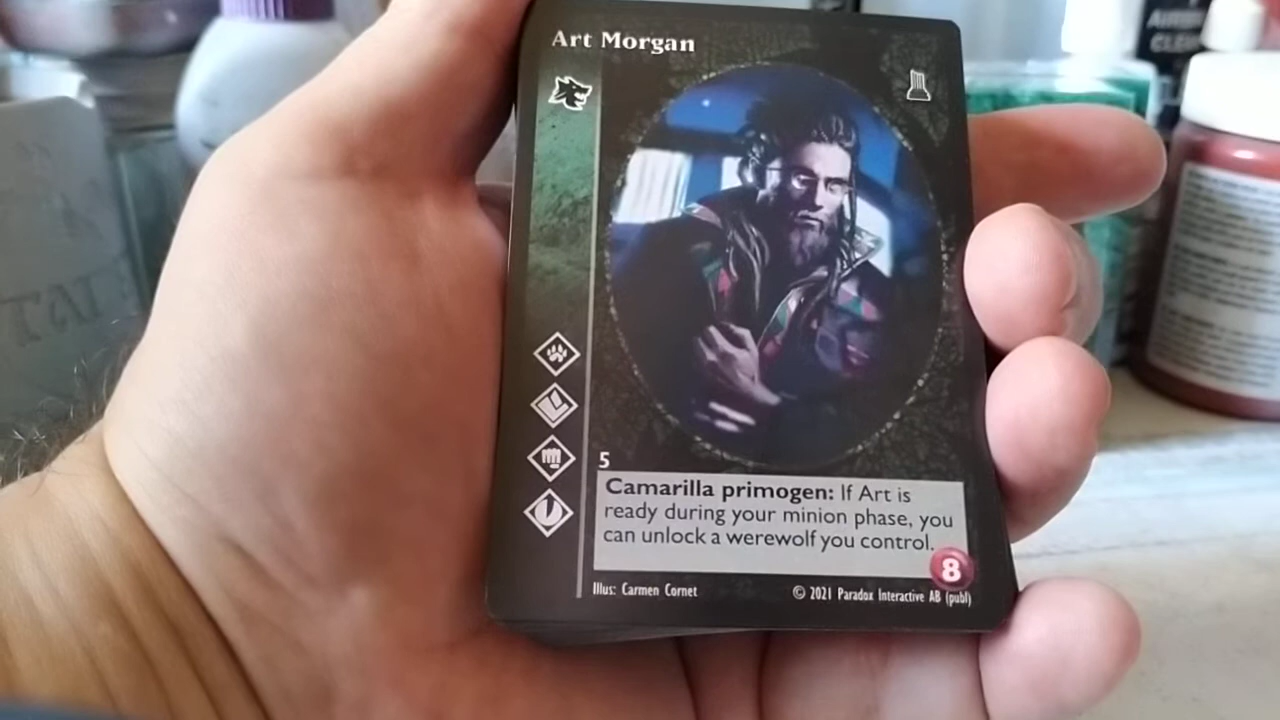 Art Morgan
5
Camarilla primogen: If Art is
ready during your minion phase, you
can unlock a werewolf you control.
8
Illus: Carmen Cornet
© 2021 Paradox Interactive AB (publ)